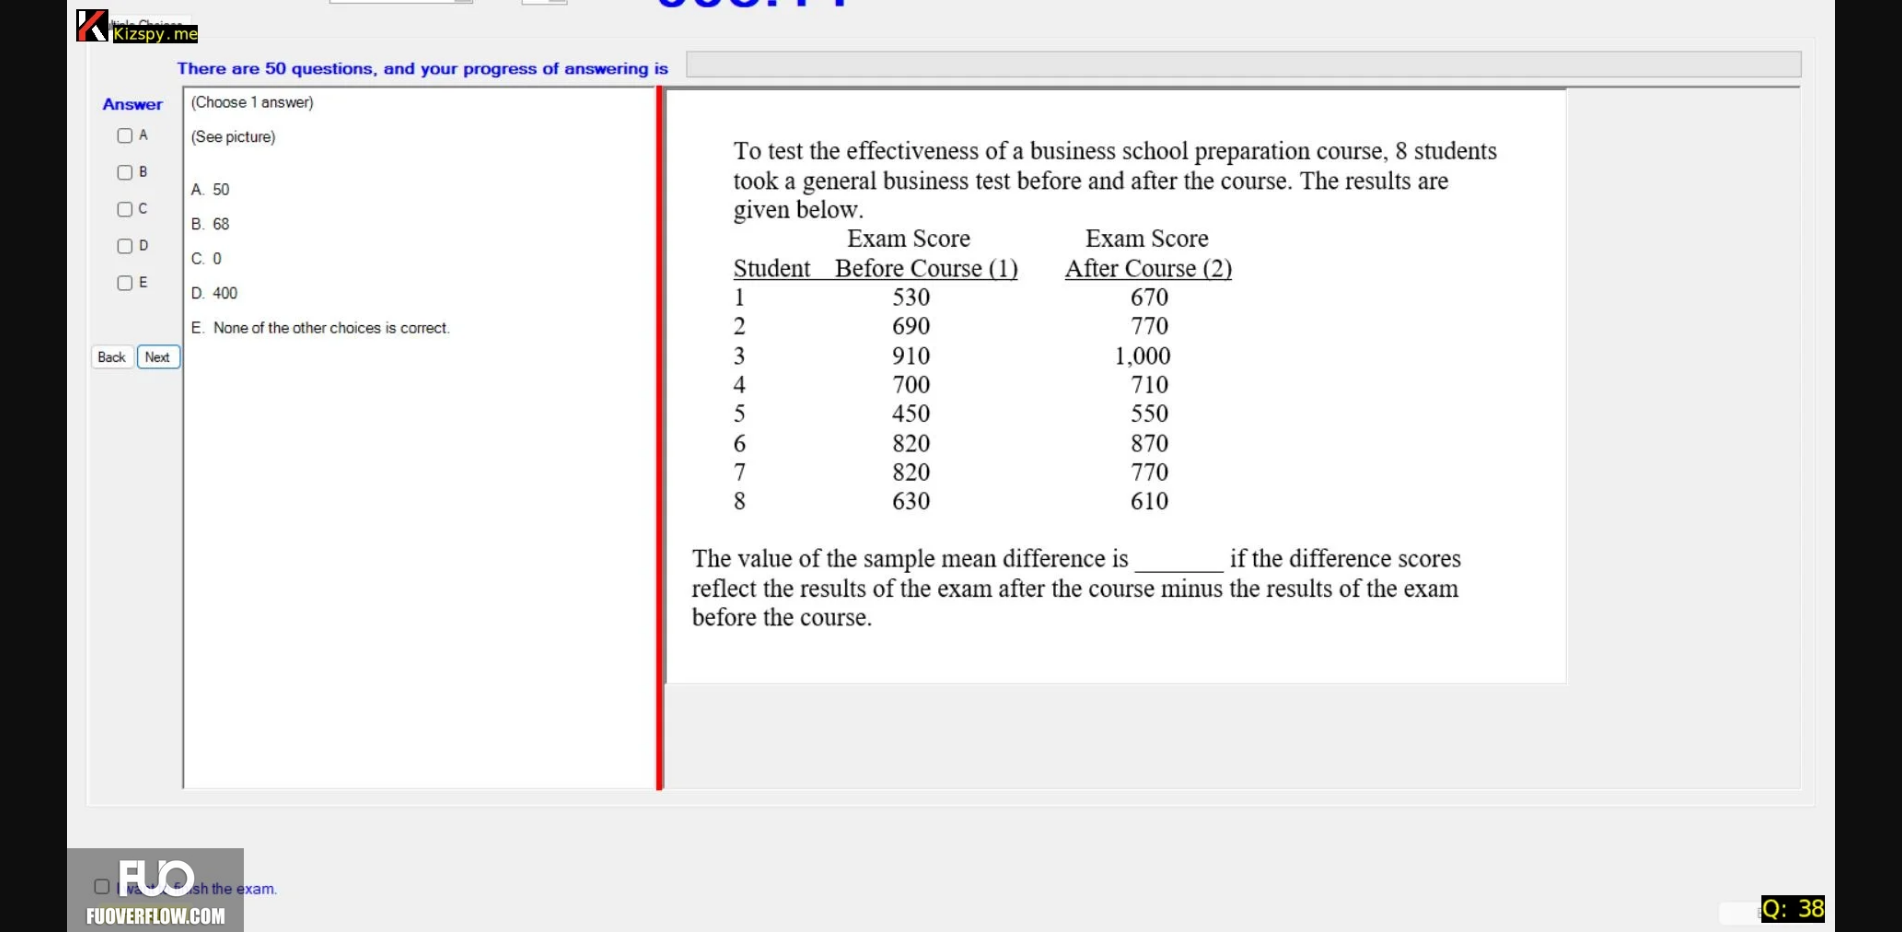 Kizspy.me
There are 50 questions, and your progress of answering is
Answer
A
B
C
D
E
Back Next
(Choose 1 answer)
(See picture)
A. 50
B. 68
C. 0
D. 400
E. None of the other choices is correct.
To test the effectiveness of a business school preparation course, 8 students
took a general business test before and after the course. The results are
given below.
Exam Score Exam Score
Student Before Course (1) After Course (2)
1 530 670
2 690 770
3 910 1,000
4 700 710
5 450 550
6 820 870
7 820 770
8 630 610
The value of the sample mean difference is _______ if the difference scores
reflect the results of the exam after the course minus the results of the exam
before the course.
FUO
the exam.
FUOVERFLOW.COM
Q: 38